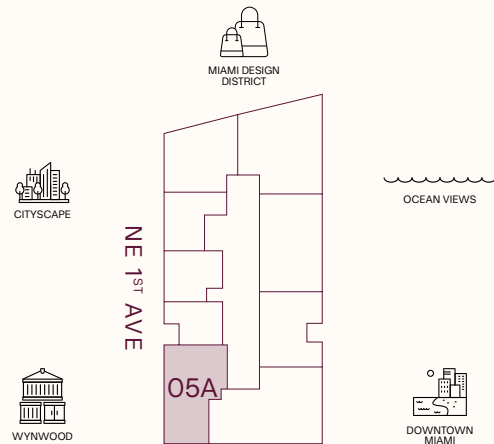 MIAMI DESIGN
DISTRICT
CITYSCAPE
OCEAN VIEWS
NE 1ST AVE
05A
WYNWOOD
DOWNTOWN
MIAMI